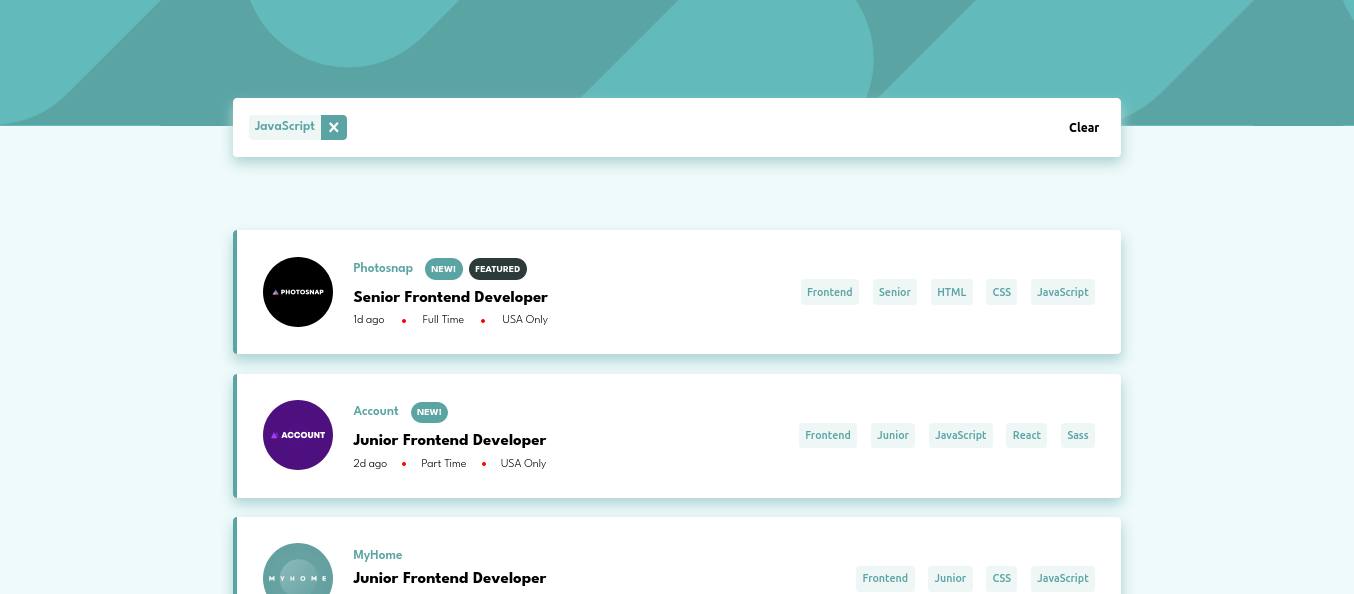 JavaScript ×
Clear
PHOTOSNAP
Photosnap NEW! FEATURED
Senior Frontend Developer
1d ago • Full Time • USA Only
Frontend Senior HTML CSS JavaScript
ACCOUNT
Account NEW!
Junior Frontend Developer
2d ago • Part Time • USA Only
Frontend Junior JavaScript React Sass
MYHOME
MyHome
Junior Frontend Developer
Frontend Junior CSS JavaScript